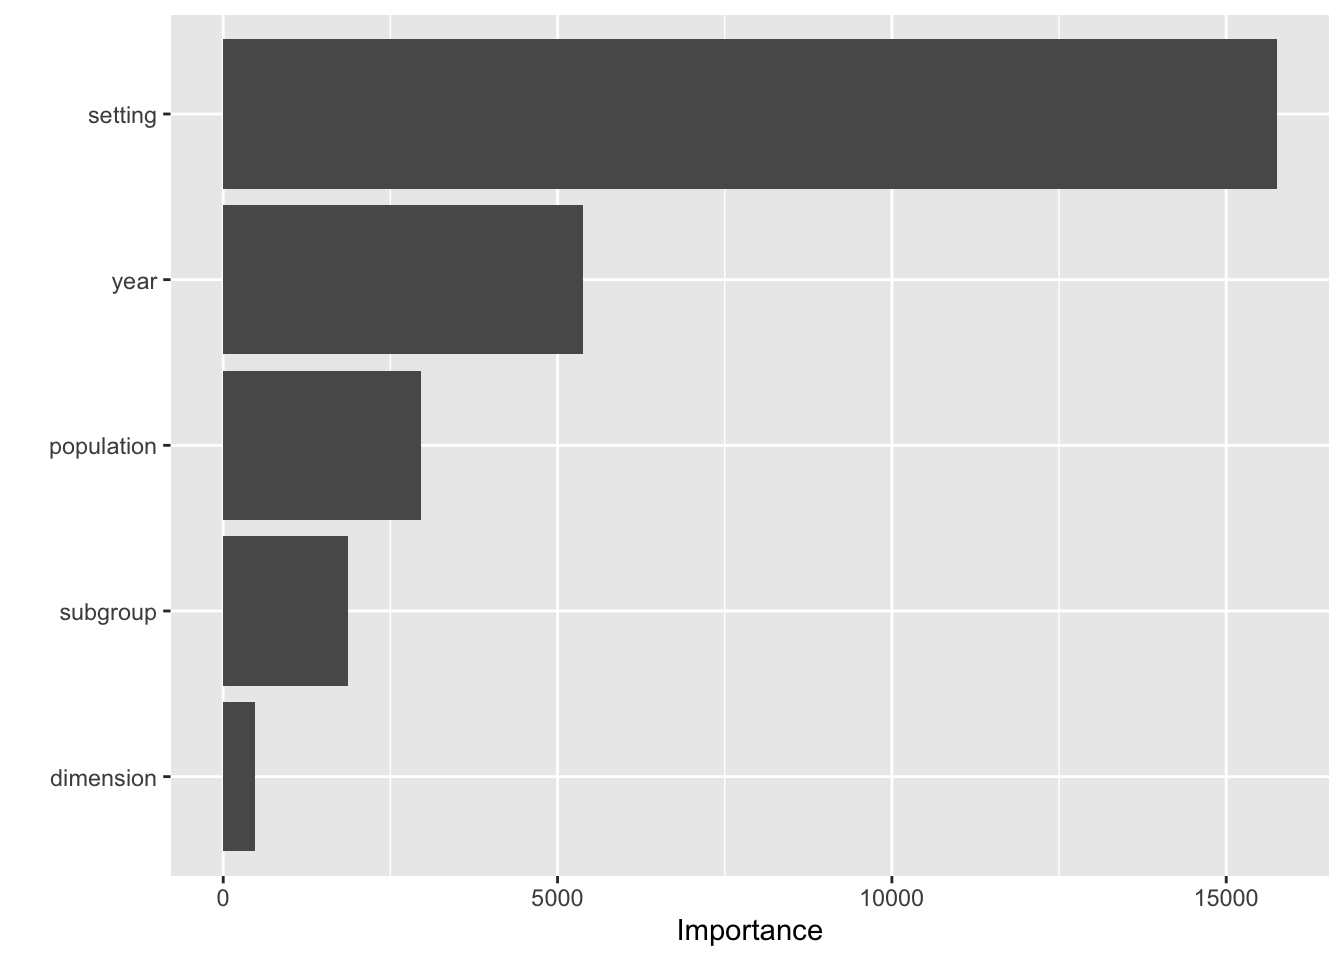 setting
year
population
subgroup
dimension
0 5000 10000 15000
Importance